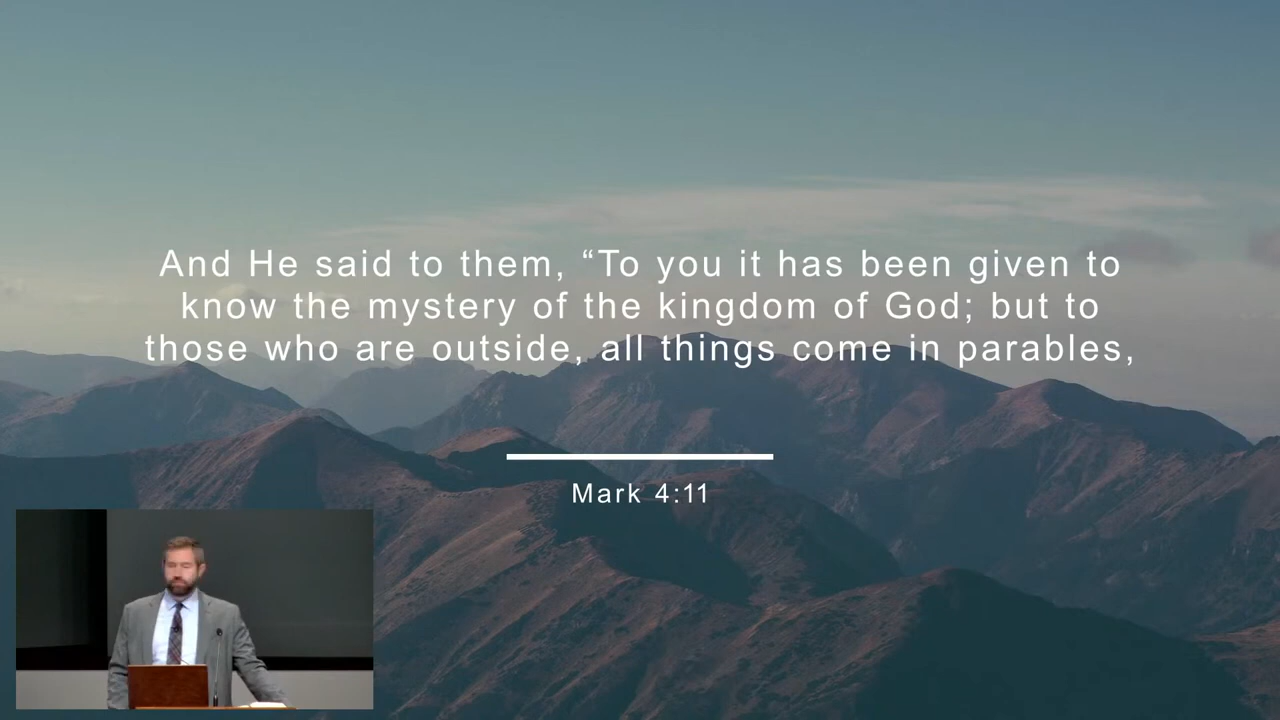 And He said to them, “To you it has been given to
know the mystery of the kingdom of God; but to
those who are outside, all things come in parables,
Mark 4:11